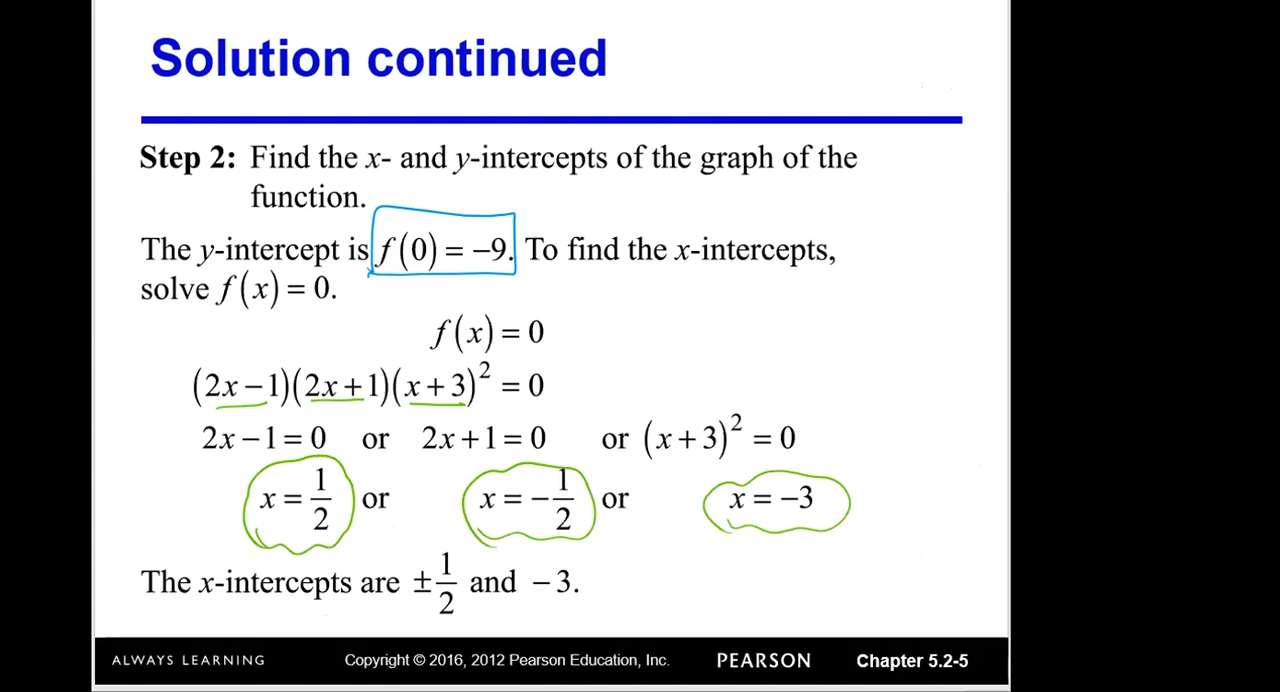 Solution continued
Step 2: Find the x- and y-intercepts of the graph of the
function.
The y-intercept is f(0) = −9. To find the x-intercepts,
solve f(x) = 0.
f(x) = 0
(2x − 1)(2x + 1)(x + 3)² = 0
2x − 1 = 0 or 2x + 1 = 0 or (x + 3)² = 0
x = 1/2 or x = −1/2 or x = −3
The x-intercepts are ±1/2 and −3.
ALWAYS LEARNING Copyright © 2016, 2012 Pearson Education, Inc. PEARSON Chapter 5.2-5